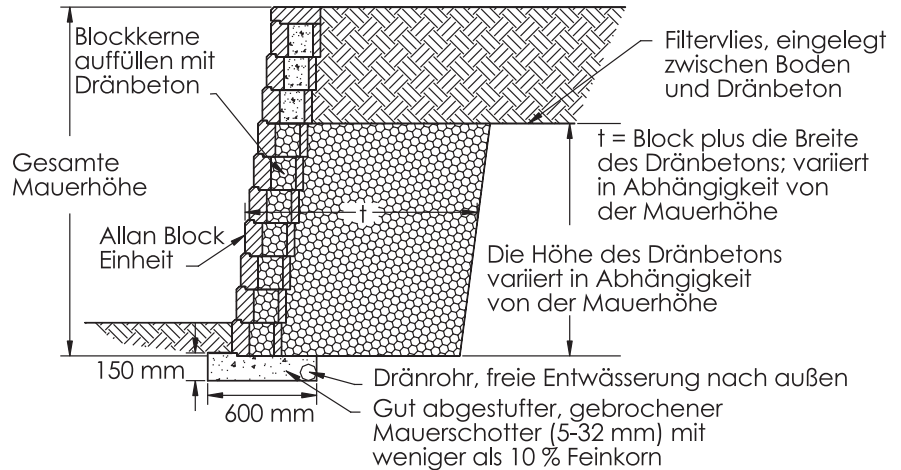 Blockkerne
auffüllen mit
Dränbeton
Filtervlies, eingelegt
zwischen Boden
und Dränbeton
Gesamte
Mauerhöhe
t = Block plus die Breite
des Dränbetons; variiert
in Abhängigkeit von
der Mauerhöhe
t
Allan Block
Einheit
Die Höhe des Dränbetons
variiert in Abhängigkeit
von der Mauerhöhe
150 mm
600 mm
Dränrohr, freie Entwässerung nach außen
Gut abgestufter, gebrochener
Mauerschotter (5-32 mm) mit
weniger als 10 % Feinkorn